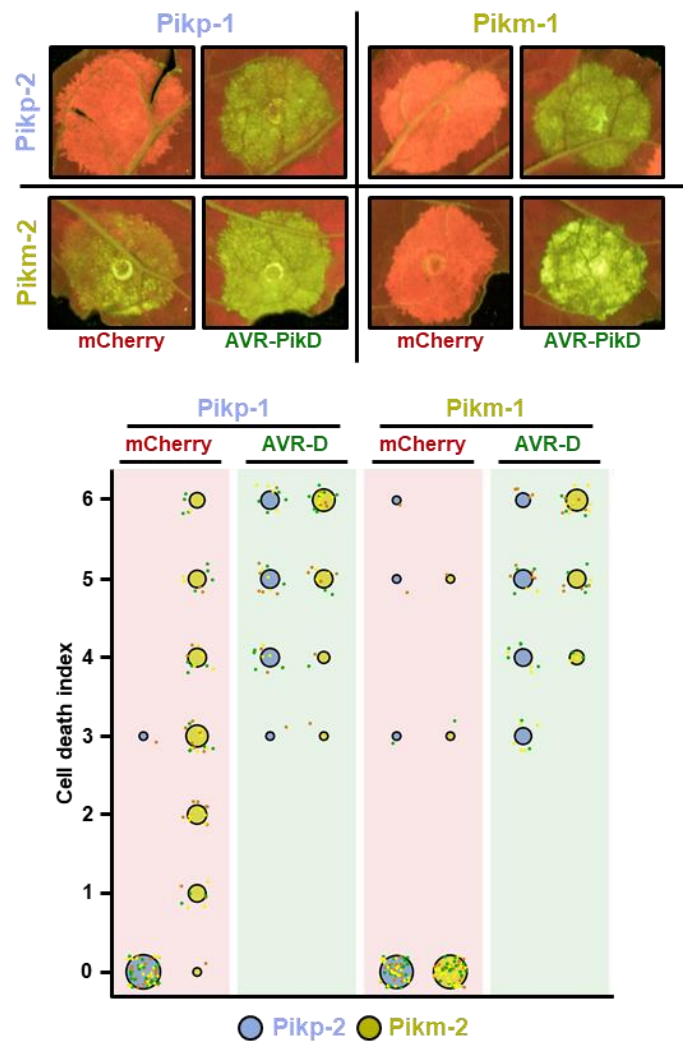 Pikp-1 Pikm-1
Pikp-2
Pikm-2
mCherry AVR-PikD mCherry AVR-PikD
Pikp-1 Pikm-1
mCherry AVR-D mCherry AVR-D
Cell death index
6
5
4
3
2
1
0
Pikp-2 Pikm-2